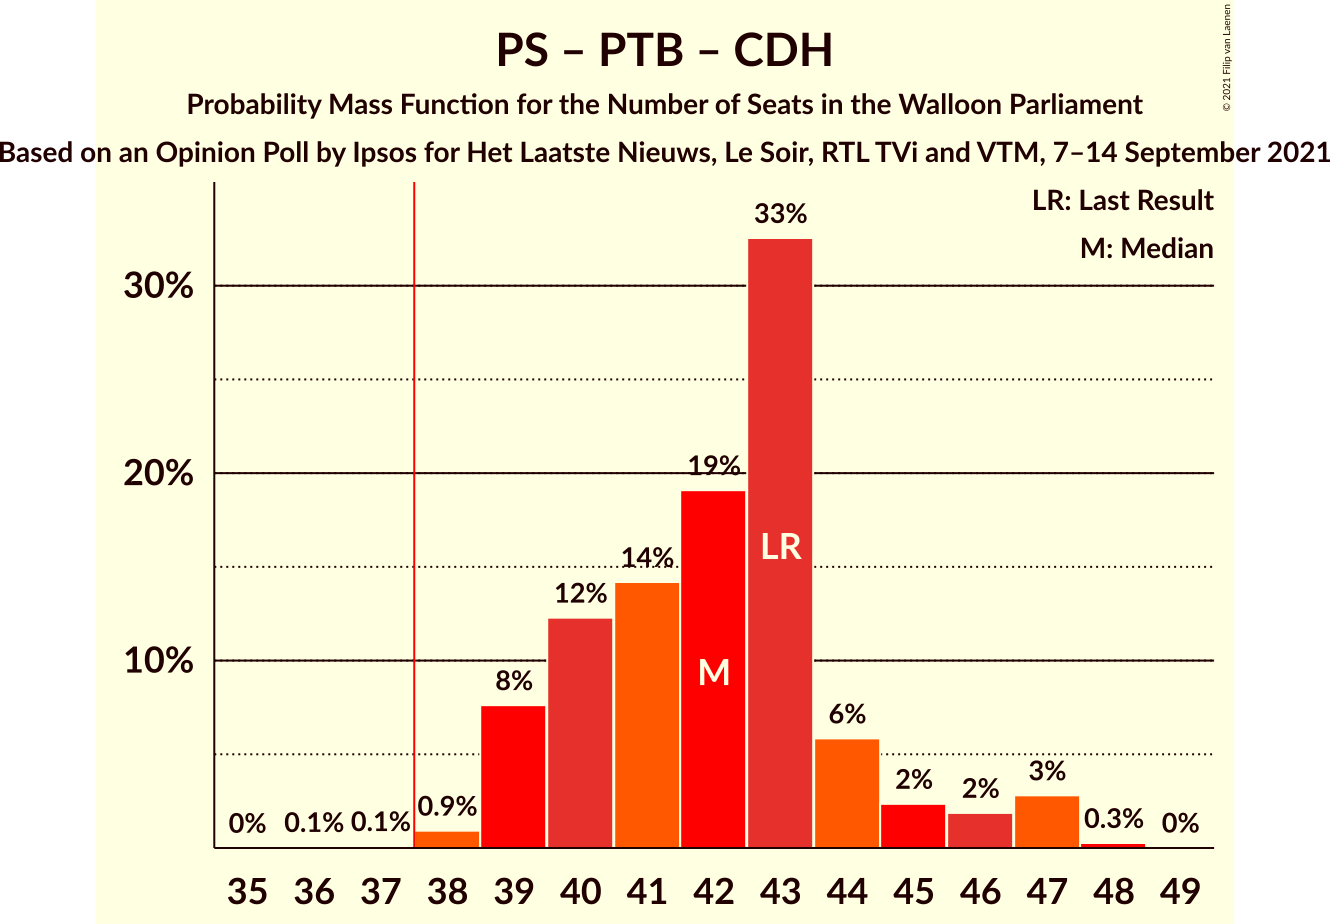 PS – PTB – CDH
Probability Mass Function for the Number of Seats in the Walloon Parliament
Based on an Opinion Poll by Ipsos for Het Laatste Nieuws, Le Soir, RTL TVi and VTM, 7–14 September 2021
© 2021 Filip van Laenen
LR: Last Result
M: Median
30%
20%
10%
0% 0.1% 0.1% 0.9% 8% 12% 14% 19% 33% 6% 2% 2% 3% 0.3% 0%
LR
M
35 36 37 38 39 40 41 42 43 44 45 46 47 48 49